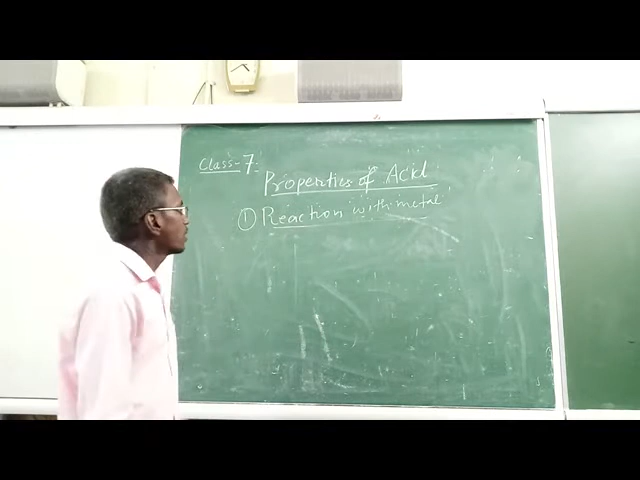 Class-7:
Properties of Acid
① Reaction with metal